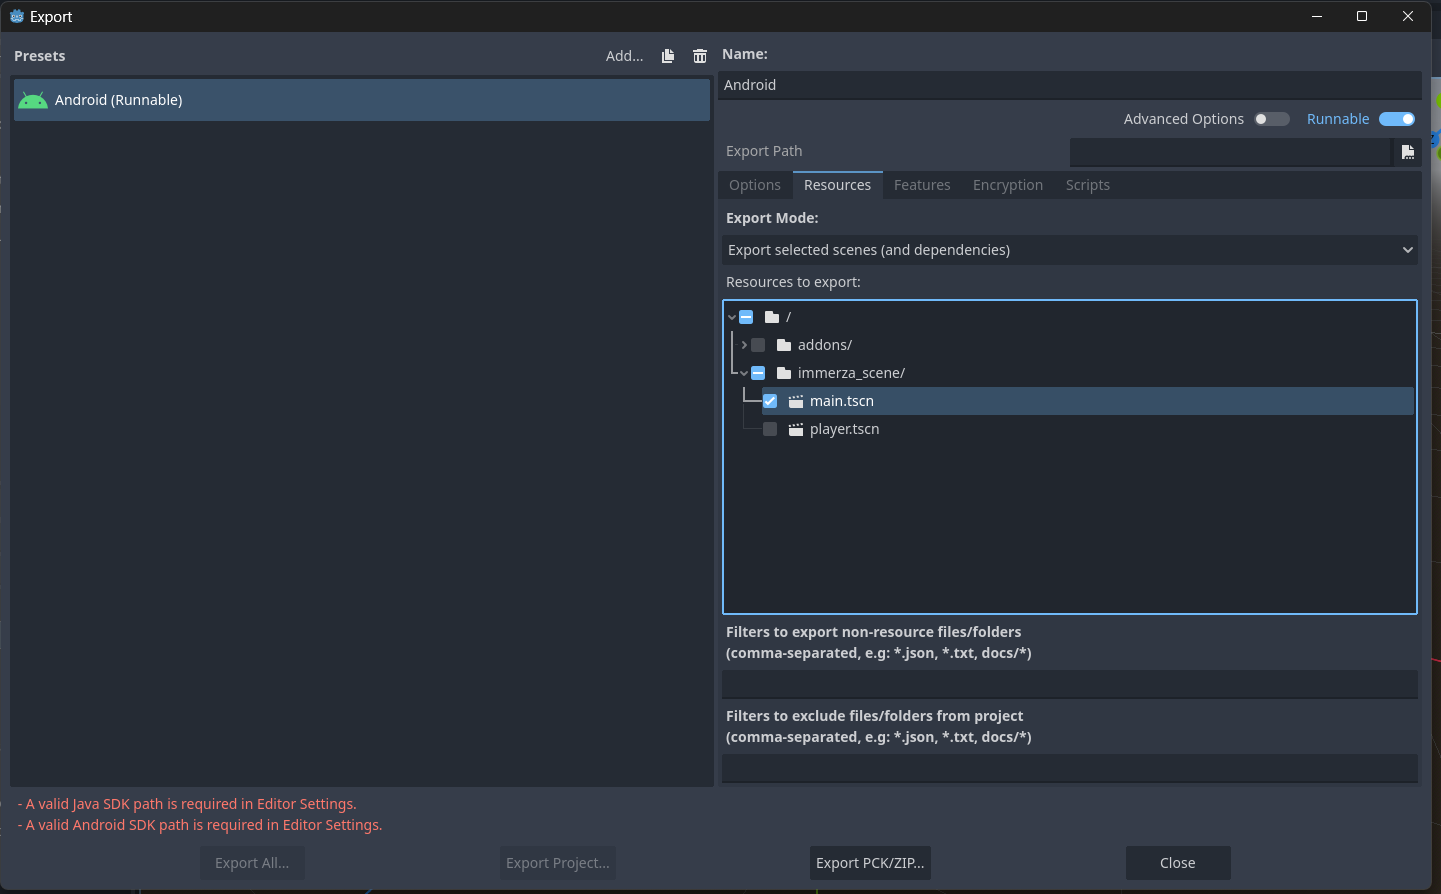 Export
Presets
Add...
Android (Runnable)
Name:
Android
Advanced Options
Runnable
Export Path
Options Resources Features Encryption Scripts
Export Mode:
Export selected scenes (and dependencies)
Resources to export:
/
addons/
immerza_scene/
main.tscn
player.tscn
Filters to export non-resource files/folders
(comma-separated, e.g: *.json, *.txt, docs/*)
Filters to exclude files/folders from project
(comma-separated, e.g: *.json, *.txt, docs/*)
- A valid Java SDK path is required in Editor Settings.
- A valid Android SDK path is required in Editor Settings.
Export All... Export Project... Export PCK/ZIP... Close